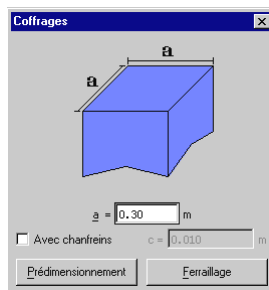 Coffrages
a
a
a = 0.30 m
Avec chanfreins c = 0.010 m
Prédimensionnement Ferraillage